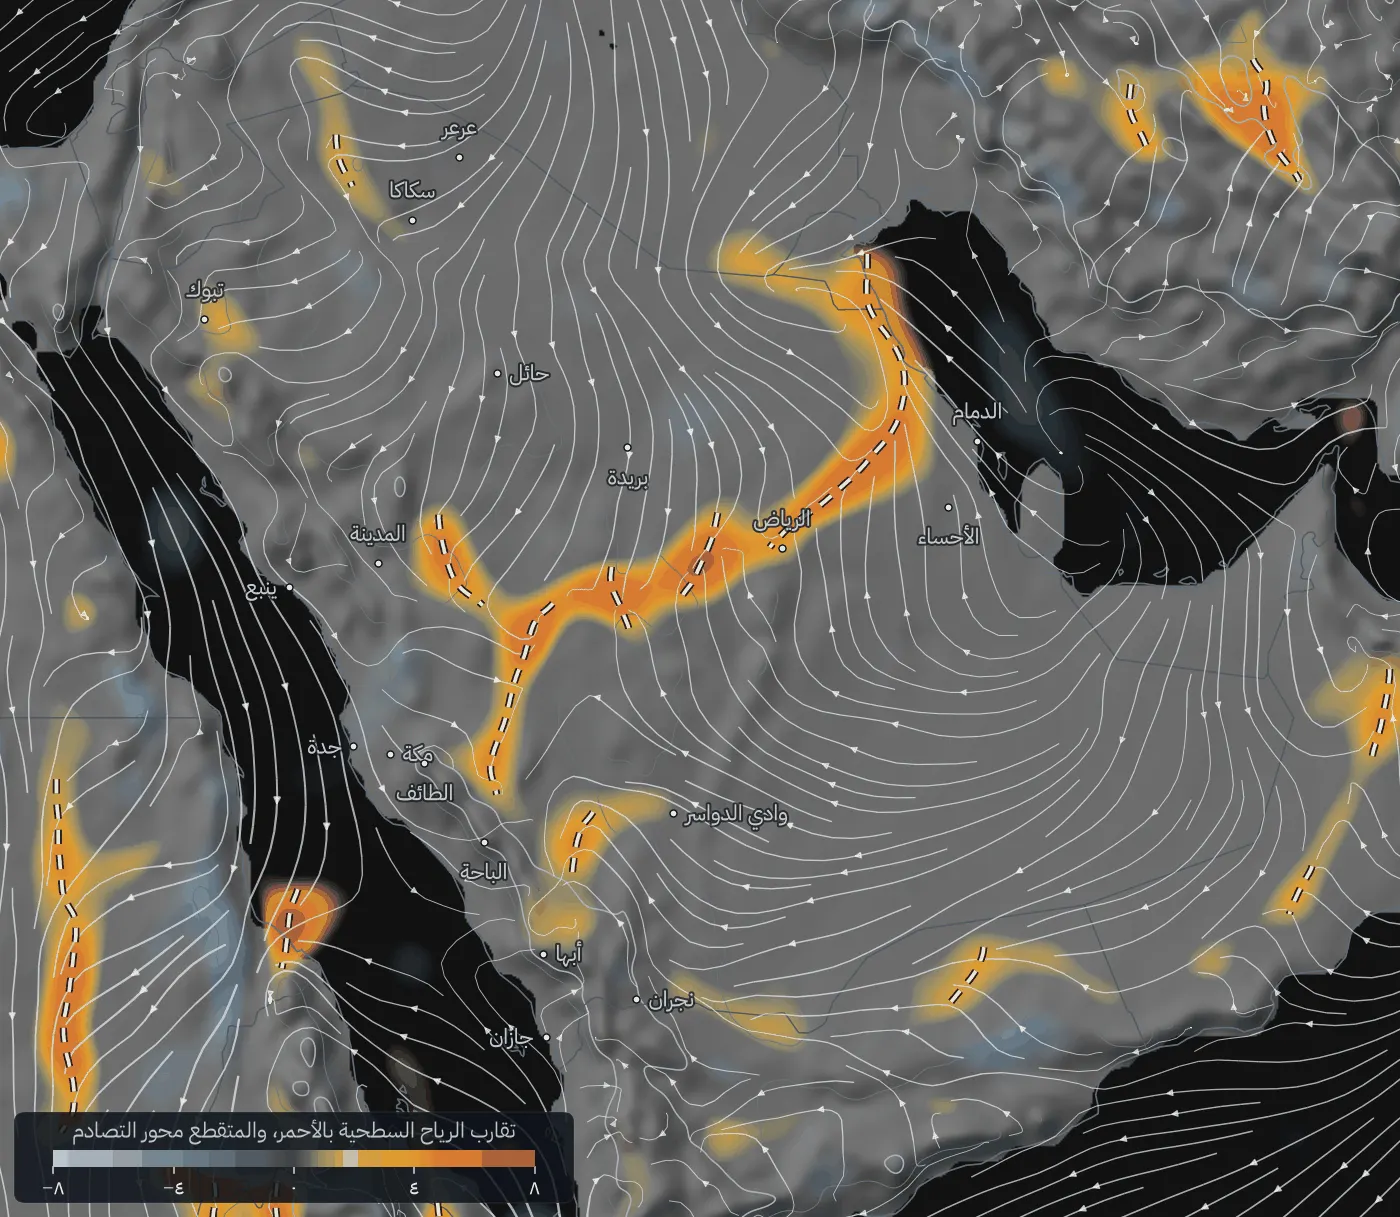 عرعر
سكاكا
تبوك
حائل
الدمام
بريدة
الرياض
المدينة
الأحساء
ينبع
جدة
مكة
الطائف
وادي الدواسر
الباحة
أبها
نجران
جازان
تقارب الرياح السطحية بالأحمر، والمتقطع محور التصادم
−٨ −٤ ٠ ٤ ٨